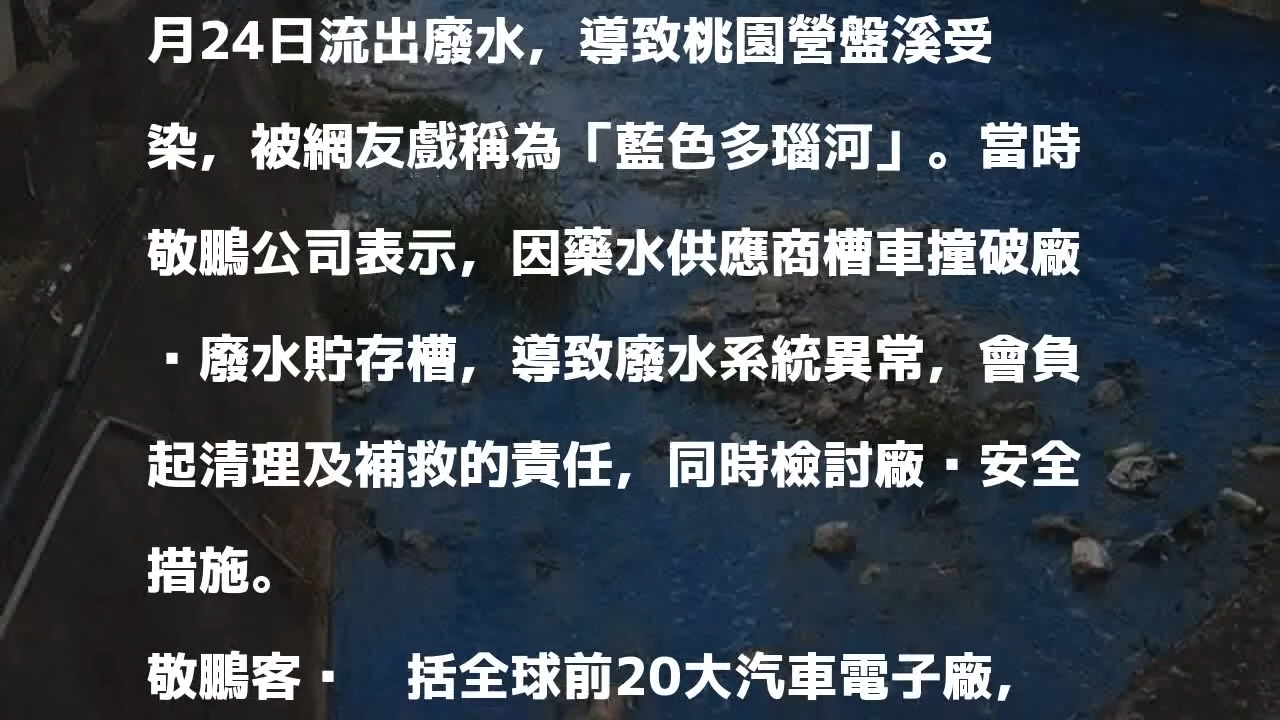 月24日流出廢水，導致桃園營盤溪受
染，被網友戲稱為「藍色多瑙河」。當時
敬鵬公司表示，因藥水供應商槽車撞破廠
▪廢水貯存槽，導致廢水系統異常，會負
起清理及補救的責任，同時檢討廠▪安全
措施。
敬鵬客▪　括全球前20大汽車電子廠，